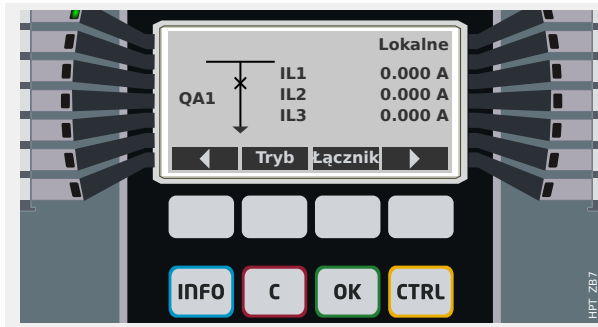 Lokalne
IL1 0.000 A
QA1 IL2 0.000 A
IL3 0.000 A
Tryb Łącznik
INFO C OK CTRL
HPT ZB7